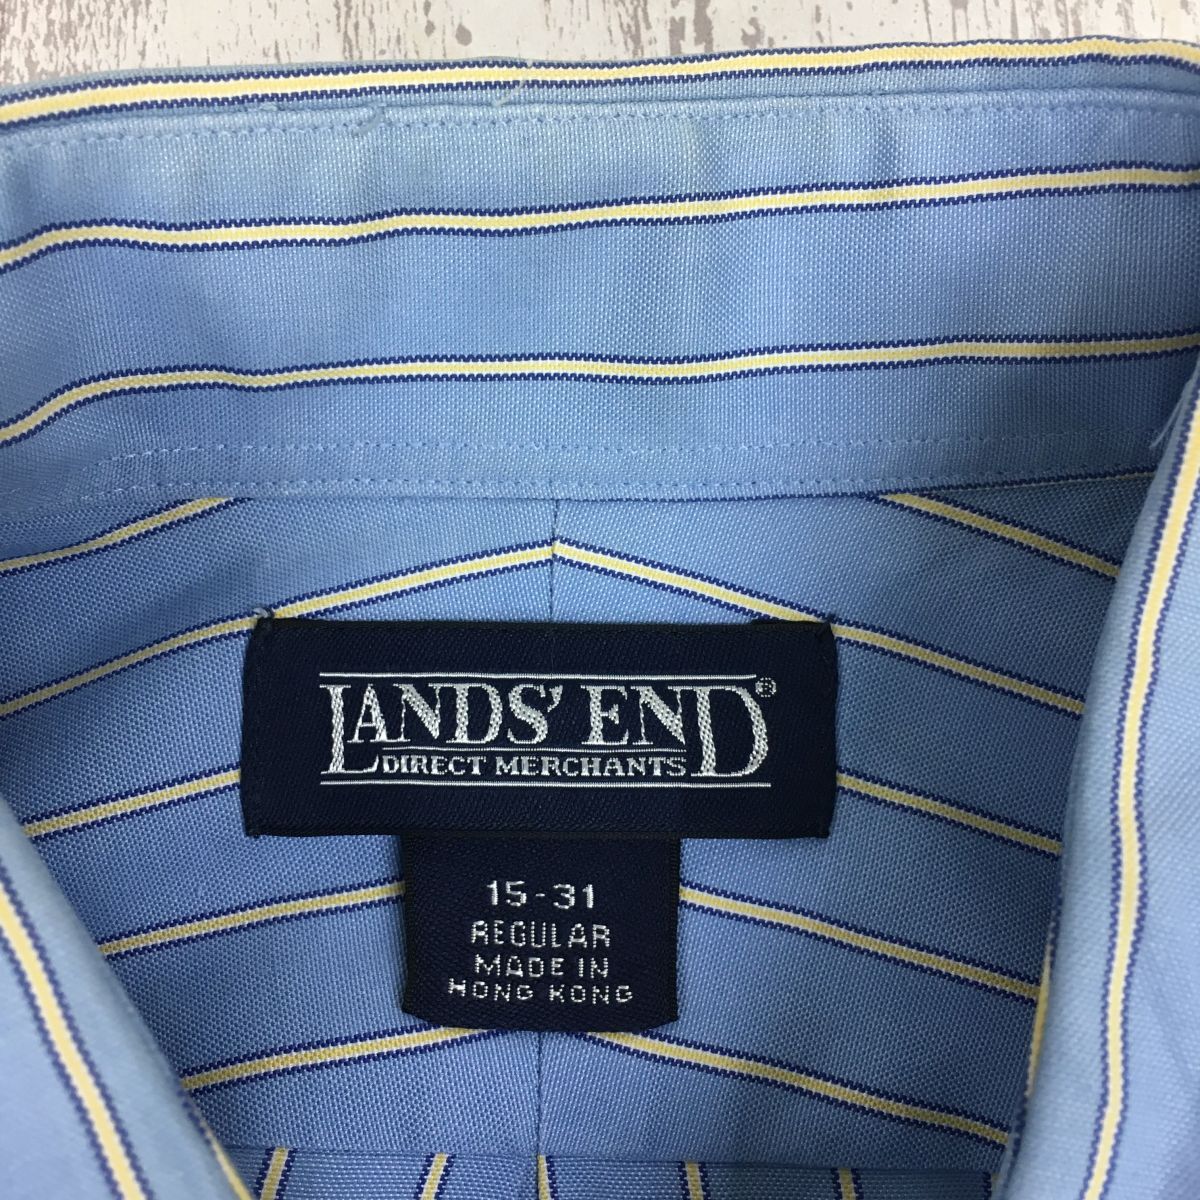 LANDS' END®
DIRECT MERCHANTS
15-31
REGULAR
MADE IN
HONG KONG